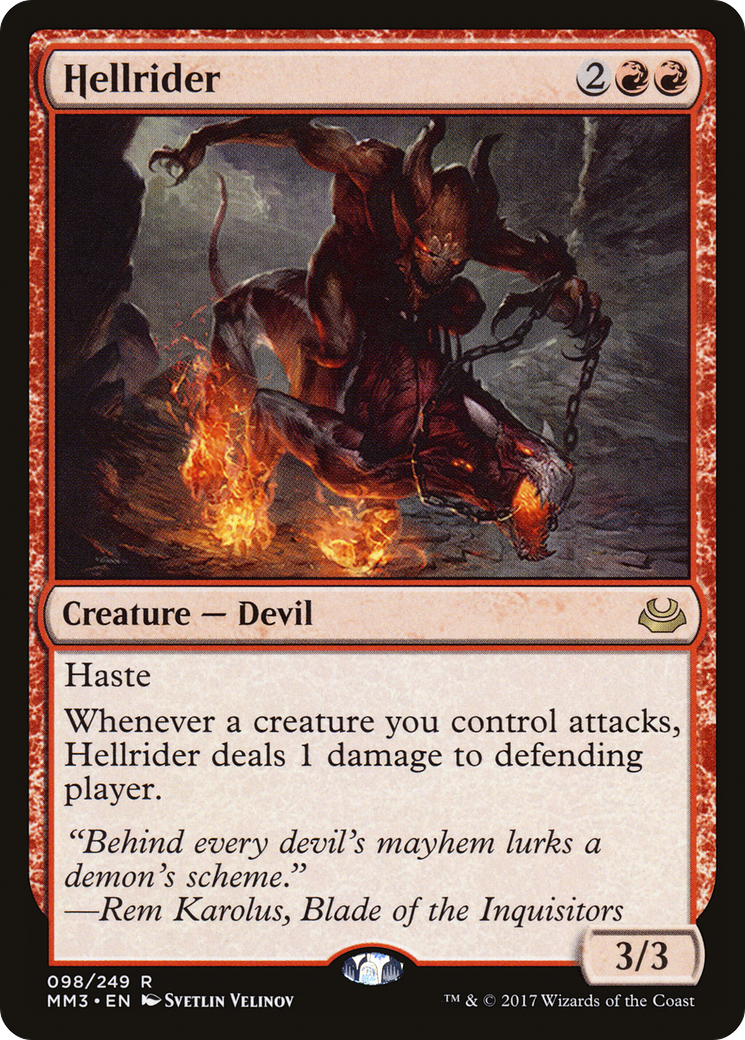 Hellrider 2
Creature — Devil
Haste
Whenever a creature you control attacks,
Hellrider deals 1 damage to defending
player.
“Behind every devil’s mayhem lurks a
demon’s scheme.”
—Rem Karolus, Blade of the Inquisitors
3/3
098/249 R
MM3 • EN Svetlin Velinov
™ & © 2017 Wizards of the Coast